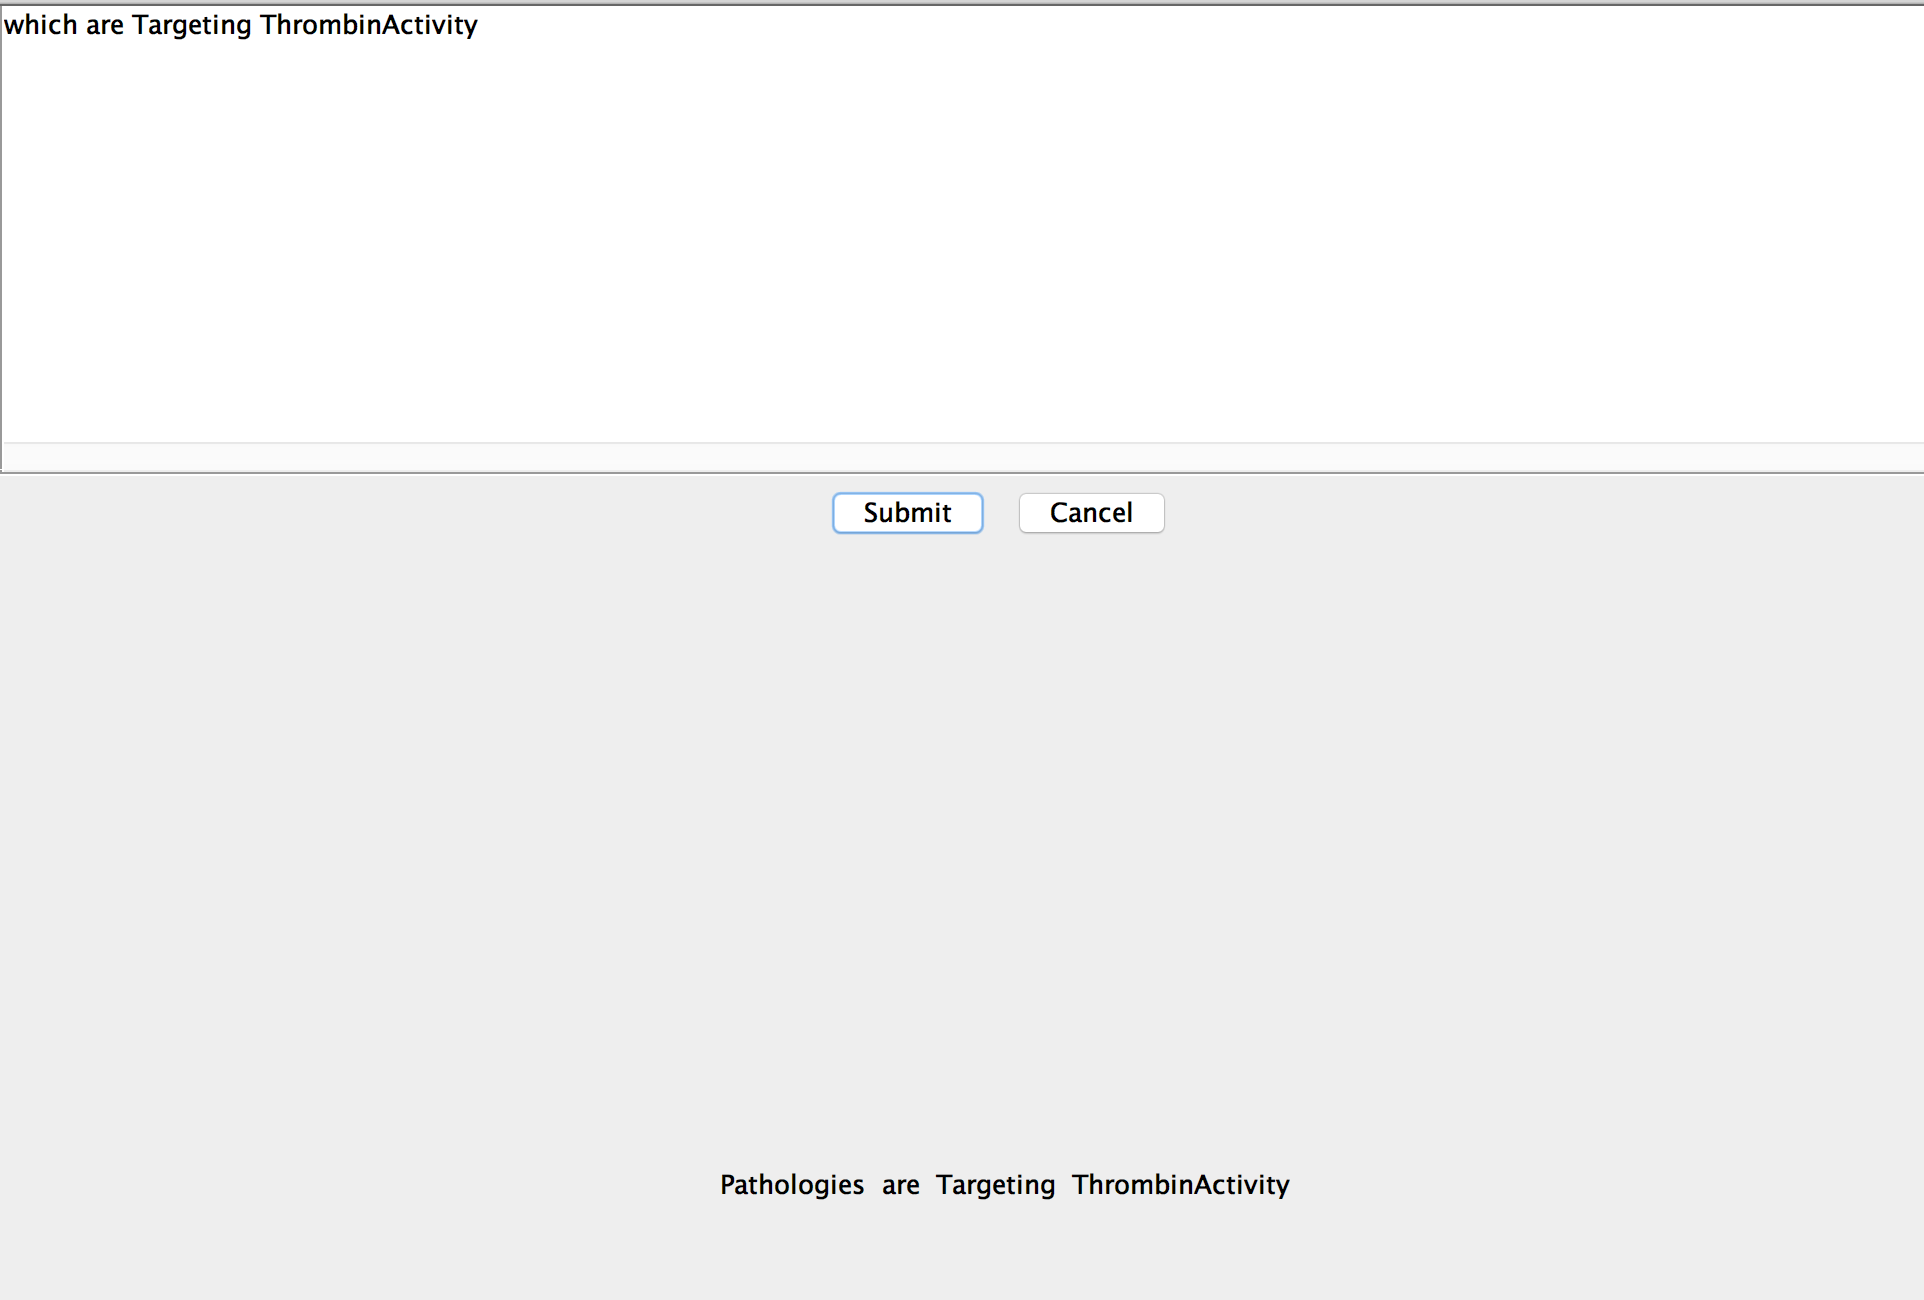 which are Targeting ThrombinActivity
Submit Cancel
Pathologies are Targeting ThrombinActivity